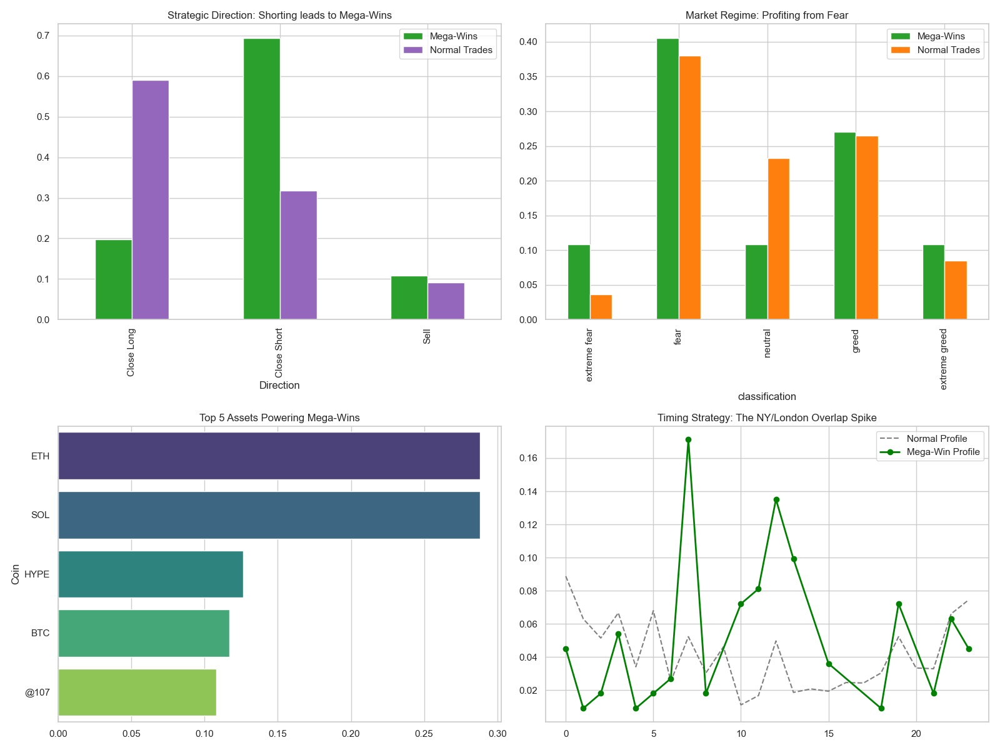 Strategic Direction: Shorting leads to Mega-Wins
Mega-Wins
Normal Trades
0.7
0.6
0.5
0.4
0.3
0.2
0.1
0.0
Close Long
Close Short
Sell
Direction
Market Regime: Profiting from Fear
Mega-Wins
Normal Trades
0.40
0.35
0.30
0.25
0.20
0.15
0.10
0.05
0.00
extreme fear
fear
neutral
greed
extreme greed
classification
Top 5 Assets Powering Mega-Wins
Coin
ETH
SOL
HYPE
BTC
@107
0.00
0.05
0.10
0.15
0.20
0.25
0.30
Timing Strategy: The NY/London Overlap Spike
Normal Profile
Mega-Win Profile
0.16
0.14
0.12
0.10
0.08
0.06
0.04
0.02
0
5
10
15
20